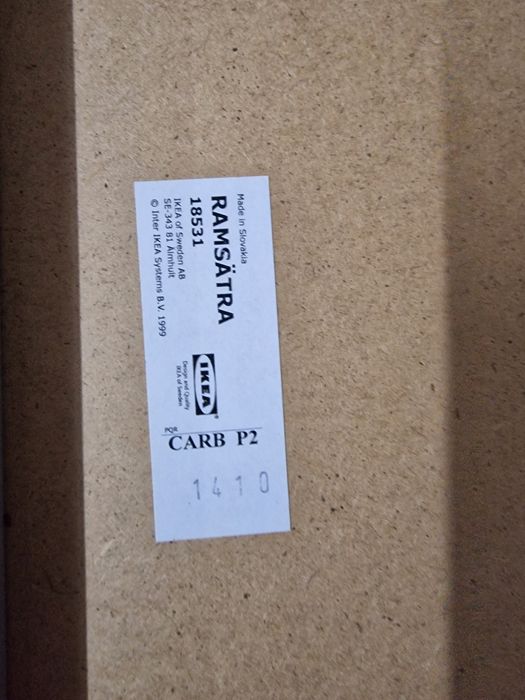 Made in Slovakia
RAMSÄTRA
18531
IKEA of Sweden AB
SE-343 81 Älmhult
© Inter IKEA Systems B.V. 1999
IKEA®
Design and Quality
IKEA of Sweden
CARB P2
1410